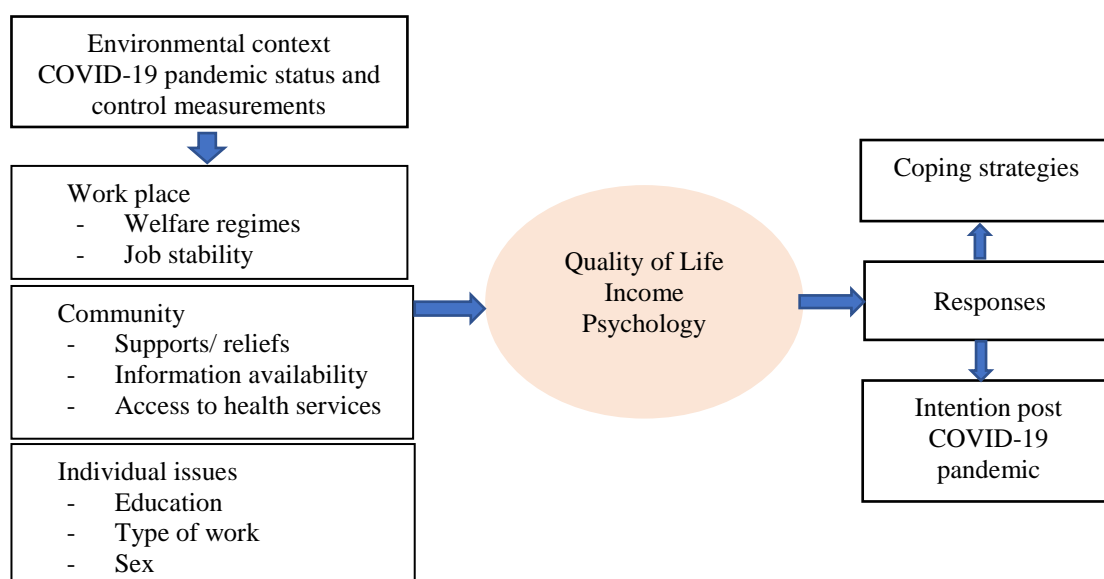 Environmental context
COVID-19 pandemic status and
control measurements
Work place
- Welfare regimes
- Job stability
Community
- Supports/ reliefs
- Information availability
- Access to health services
Individual issues
- Education
- Type of work
- Sex
Quality of Life
Income
Psychology
Coping strategies
Responses
Intention post
COVID-19
pandemic